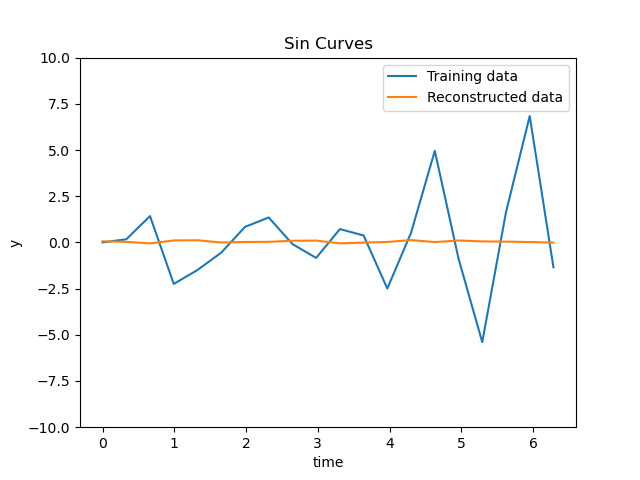 Sin Curves
Training data
Reconstructed data
10.0
7.5
5.0
2.5
0.0
−2.5
−5.0
−7.5
−10.0
y
0 1 2 3 4 5 6
time